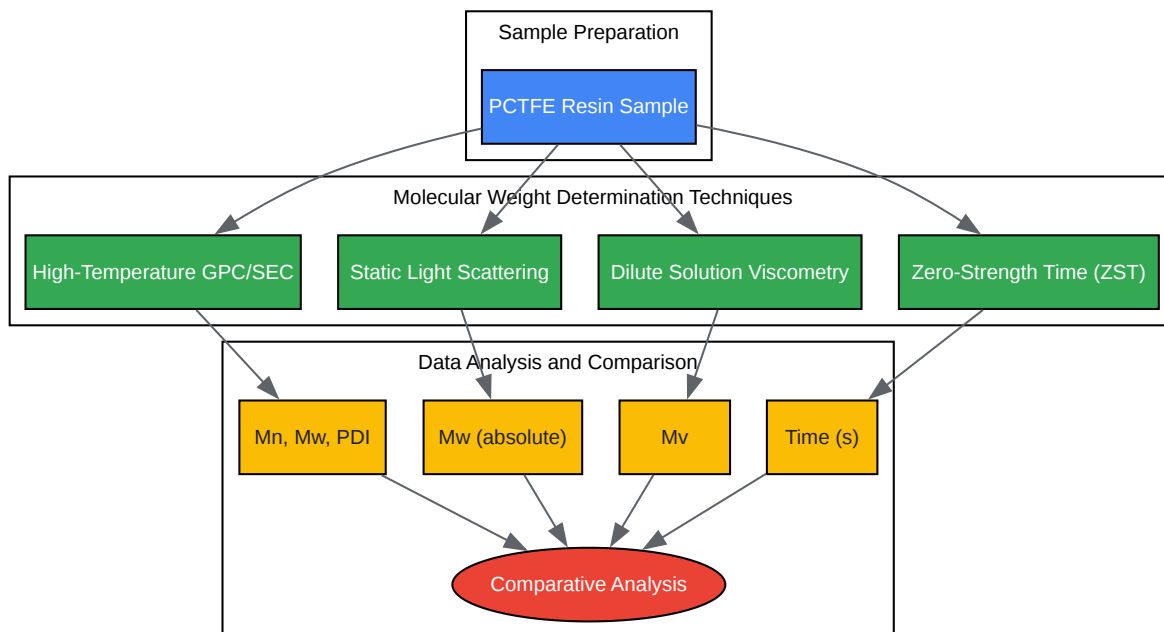 Sample Preparation
PCTFE Resin Sample
Molecular Weight Determination Techniques
High-Temperature GPC/SEC
Static Light Scattering
Dilute Solution Viscometry
Zero-Strength Time (ZST)
Data Analysis and Comparison
Mn, Mw, PDI
Mw (absolute)
Mv
Time (s)
Comparative Analysis